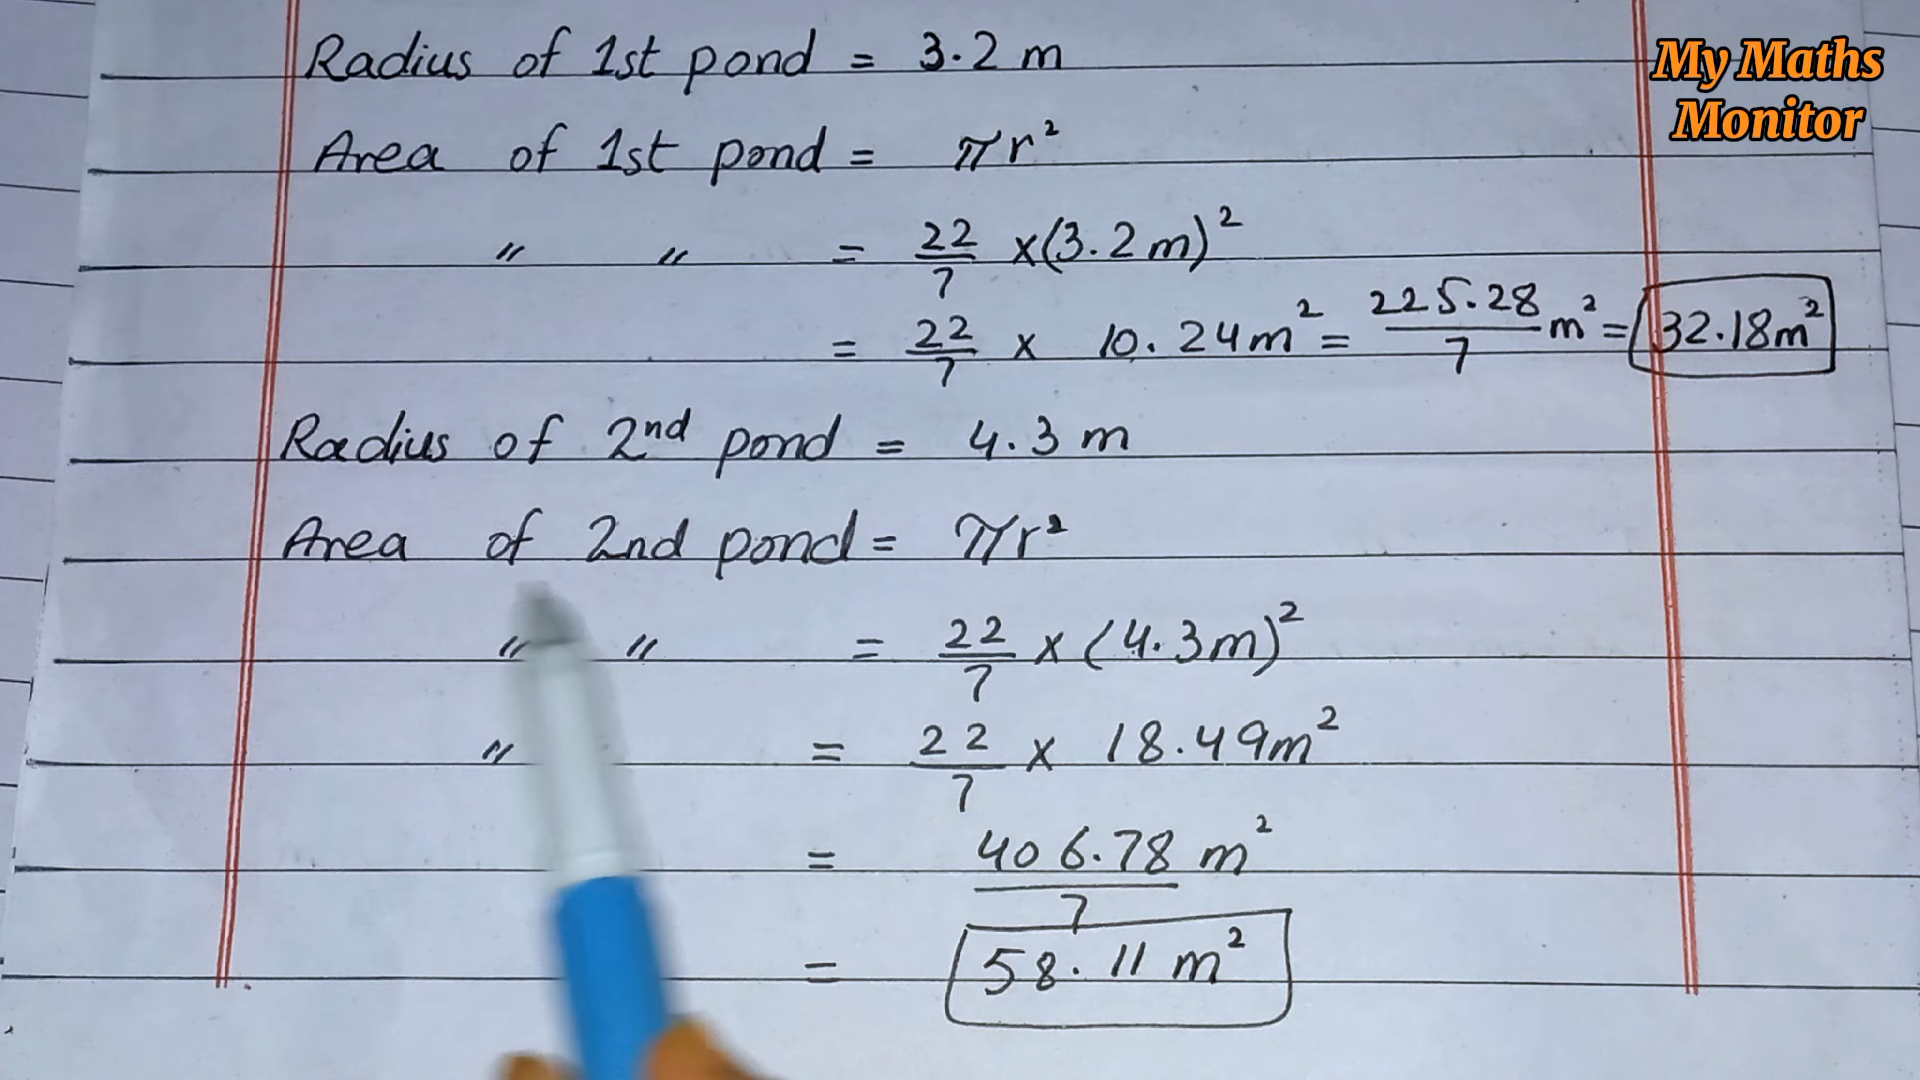 Radius of 1st pond = 3.2 m
My Maths
Monitor
Area of 1st pond = πr²
" " = 22/7 ×(3.2m)²
= 22/7 × 10.24m² = 225.28/7 m² = 32.18m²
Radius of 2nd pond = 4.3 m
Area of 2nd pond = πr²
" " = 22/7 × (4.3m)²
" = 22/7 × 18.49m²
= 406.78/7 m²
= 58.11 m²